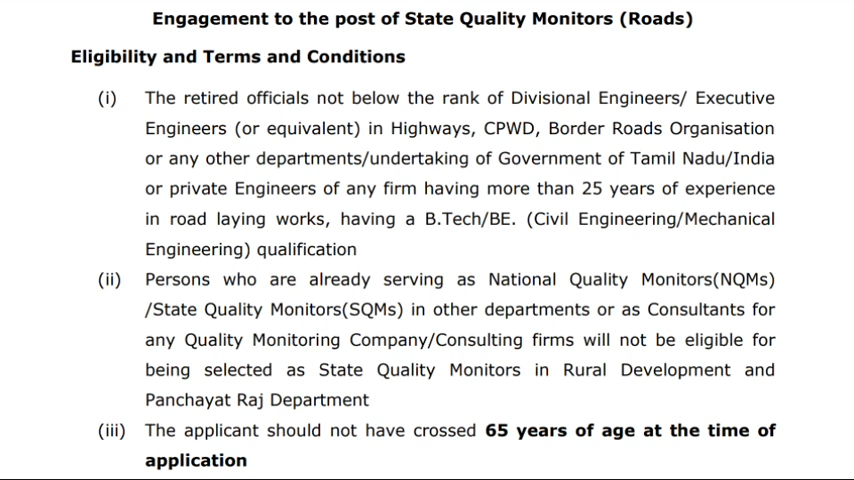 Engagement to the post of State Quality Monitors (Roads)
Eligibility and Terms and Conditions
(i) The retired officials not below the rank of Divisional Engineers/ Executive
Engineers (or equivalent) in Highways, CPWD, Border Roads Organisation
or any other departments/undertaking of Government of Tamil Nadu/India
or private Engineers of any firm having more than 25 years of experience
in road laying works, having a B.Tech/BE. (Civil Engineering/Mechanical
Engineering) qualification
(ii) Persons who are already serving as National Quality Monitors(NQMs)
/State Quality Monitors(SQMs) in other departments or as Consultants for
any Quality Monitoring Company/Consulting firms will not be eligible for
being selected as State Quality Monitors in Rural Development and
Panchayat Raj Department
(iii) The applicant should not have crossed 65 years of age at the time of
application